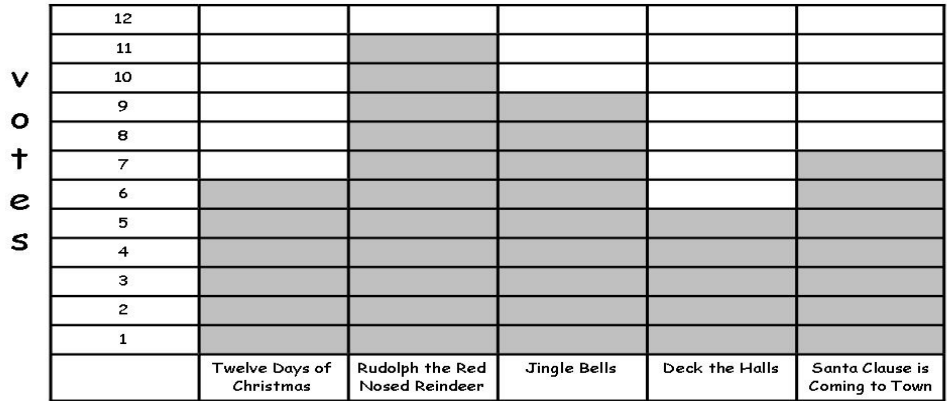 votes
12
11
10
9
8
7
6
5
4
3
2
1
Twelve Days of
Christmas
Rudolph the Red
Nosed Reindeer
Jingle Bells
Deck the Halls
Santa Clause is
Coming to Town